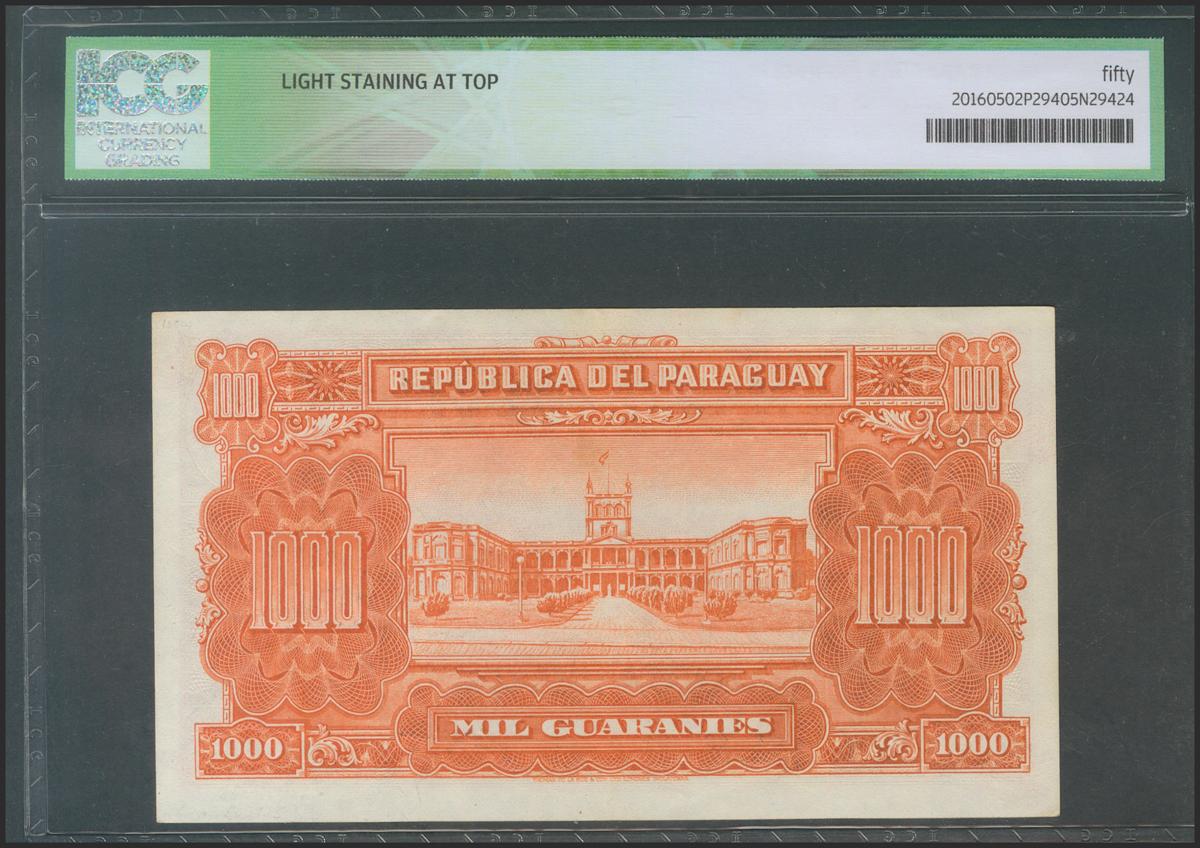 ICG
INTERNATIONAL
CURRENCY
GRADING
LIGHT STAINING AT TOP
fifty
20160502P29405N29424
1000
REPÚBLICA DEL PARAGUAY
1000
1000
1000
MIL GUARANIES
1000
1000